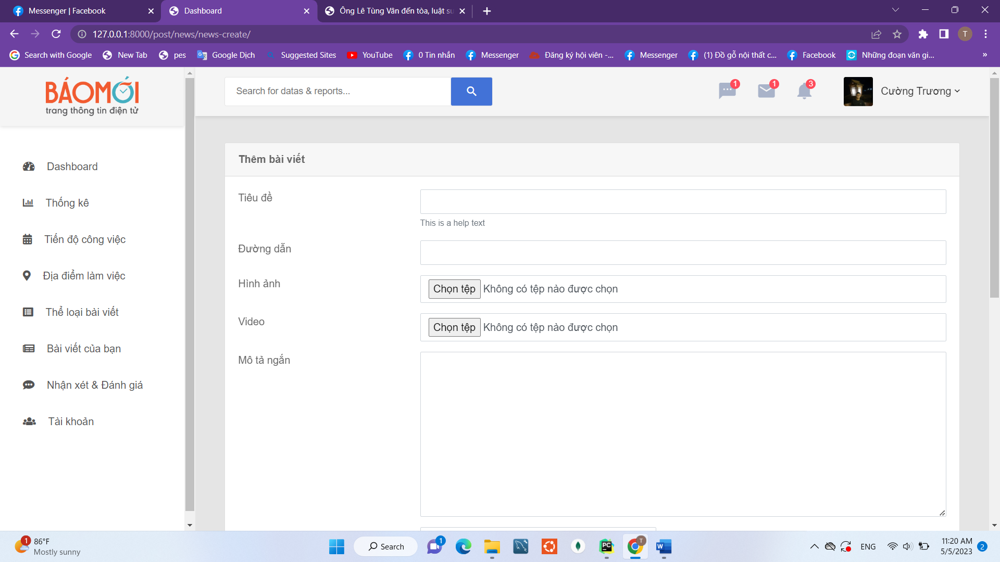 Messenger | Facebook
Dashboard
Ông Lê Tùng Vân đến tòa, luật sư
127.0.0.1:8000/post/news/news-create/
T
Search with Google
New Tab
pes
Google Dịch
Suggested Sites
YouTube
0 Tin nhắn
Messenger
Đăng ký hội viên -...
Messenger
(1) Đồ gỗ nội thất c...
Facebook
Những đoạn văn gi...
»
BÁOMỚI
trang thông tin điện tử
Search for datas & reports...
1
1
3
Cường Trương
Dashboard
Thống kê
Tiến độ công việc
Địa điểm làm việc
Thể loại bài viết
Bài viết của bạn
Nhận xét & Đánh giá
Tài khoản
Thêm bài viết
Tiêu đề
This is a help text
Đường dẫn
Hình ảnh
Chọn tệp Không có tệp nào được chọn
Video
Chọn tệp Không có tệp nào được chọn
Mô tả ngắn
1
86°F
Mostly sunny
Search
1
PC
T
W
ENG
11:20 AM
5/5/2023
2